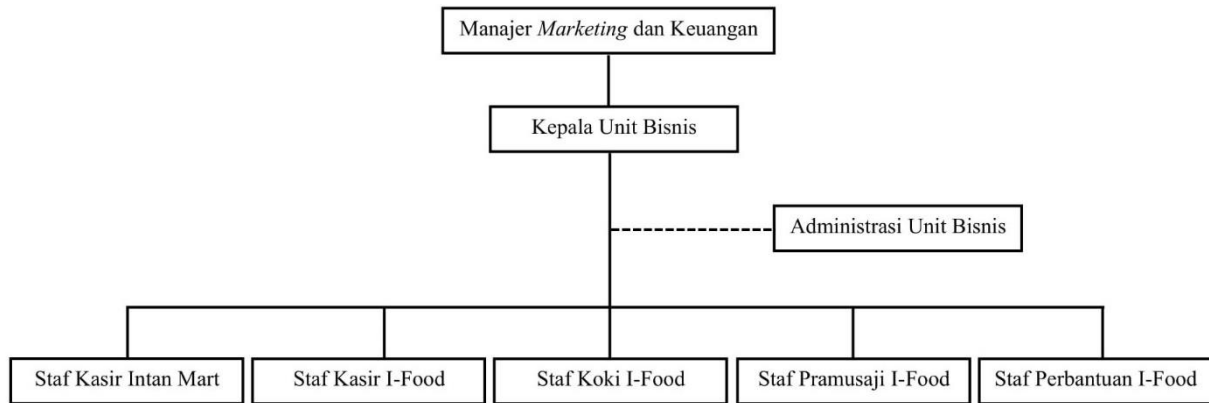 Manajer Marketing dan Keuangan
Kepala Unit Bisnis
Administrasi Unit Bisnis
Staf Kasir Intan Mart
Staf Kasir I-Food
Staf Koki I-Food
Staf Pramusaji I-Food
Staf Perbantuan I-Food